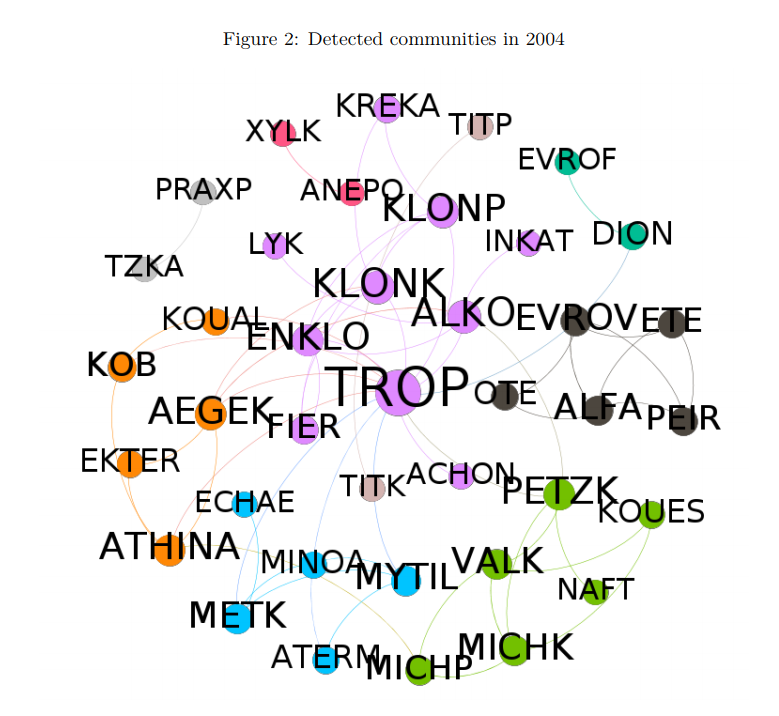 Figure 2: Detected communities in 2004
KREKA
TITP
XYLK
EVROF
PRAXP
ANEPO
KLONP
LYK
INKAT
DION
TZKA
KLONK
KOUAL
ALKO
EVROV
ETE
ENKLO
KOB
TROP
OTE
AEGEK
ALFA
PEIR
FIER
EKTER
TITK
ACHON
PETZK
ECHAE
KOUES
ATHINA
MINOA
MYTIL
VALK
NAFT
METK
ATERM
MICHP
MICHK